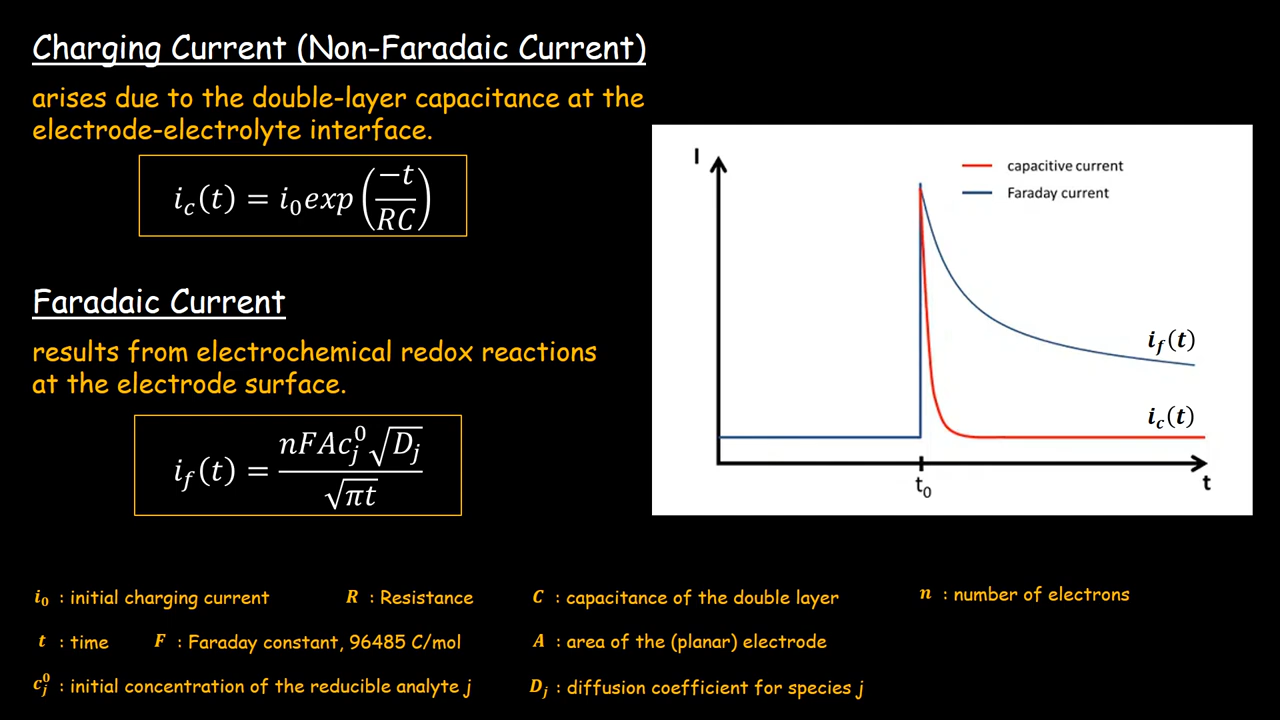 Charging Current (Non-Faradaic Current)
arises due to the double-layer capacitance at the
electrode-electrolyte interface.
i_c(t) = i_0 exp(−t/RC)
Faradaic Current
results from electrochemical redox reactions
at the electrode surface.
i_f(t) = nFAc_j^0 √D_j / √πt
I
capacitive current
Faraday current
i_f(t)
i_c(t)
t_0
t
i_0 : initial charging current R : Resistance C : capacitance of the double layer n : number of electrons
t : time F : Faraday constant, 96485 C/mol A : area of the (planar) electrode
c_j^0 : initial concentration of the reducible analyte j D_j : diffusion coefficient for species j